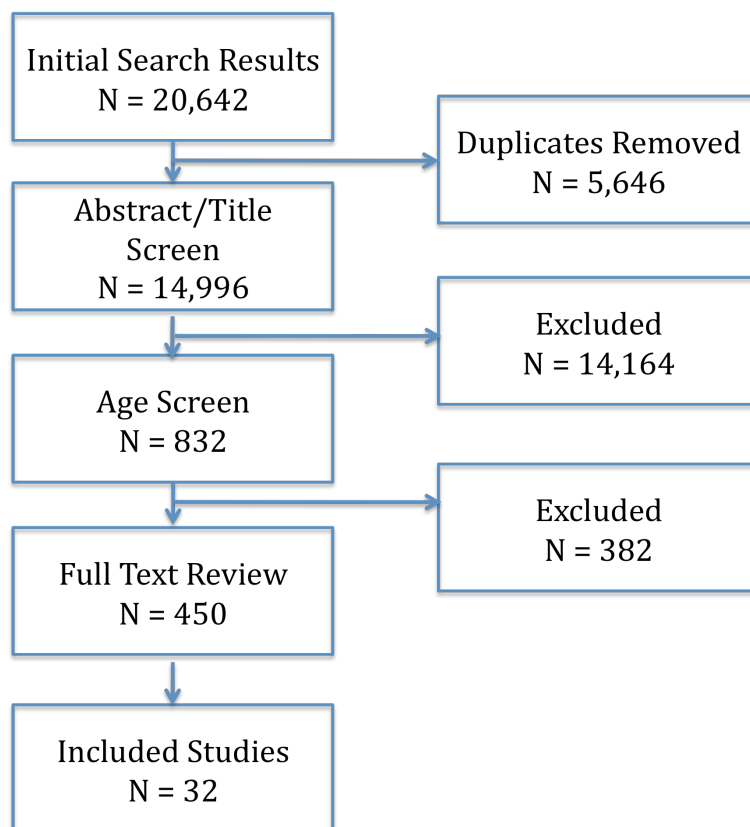 Initial Search Results
N = 20,642
Duplicates Removed
N = 5,646
Abstract/Title
Screen
N = 14,996
Excluded
N = 14,164
Age Screen
N = 832
Excluded
N = 382
Full Text Review
N = 450
Included Studies
N = 32